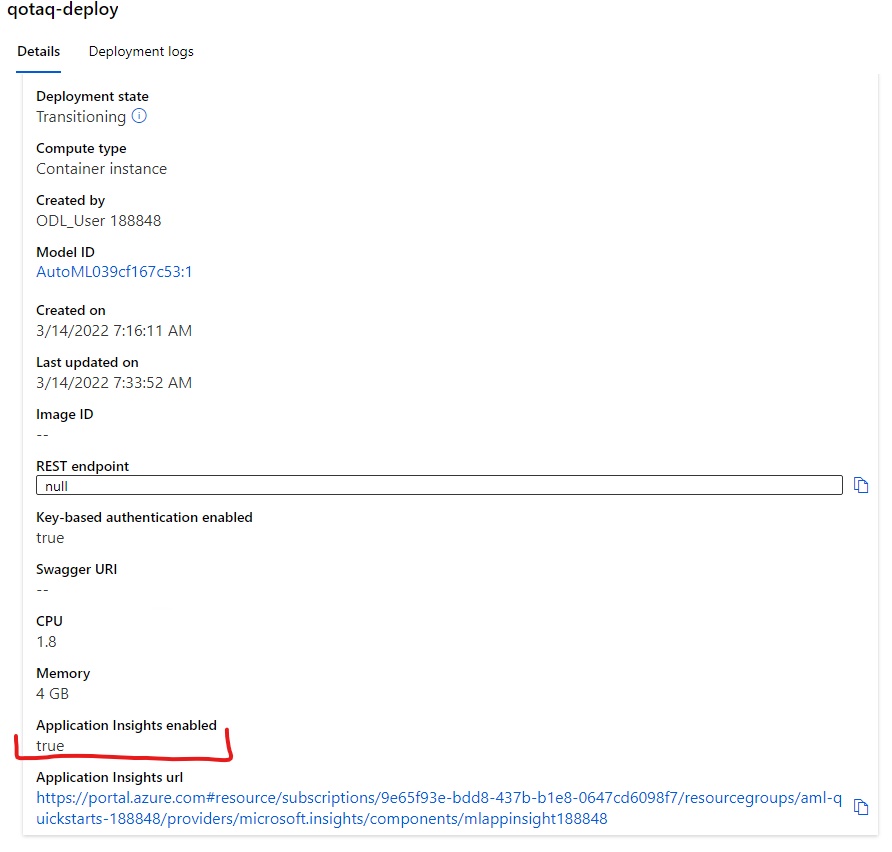 qotaq-deploy
Details Deployment logs
Deployment state
Transitioning
Compute type
Container instance
Created by
ODL_User 188848
Model ID
AutoML039cf167c53:1
Created on
3/14/2022 7:16:11 AM
Last updated on
3/14/2022 7:33:52 AM
Image ID
--
REST endpoint
null
Key-based authentication enabled
true
Swagger URI
--
CPU
1.8
Memory
4 GB
Application Insights enabled
true
Application Insights url
https://portal.azure.com#resource/subscriptions/9e65f93e-bdd8-437b-b1e8-0647cd6098f7/resourcegroups/aml-q
uickstarts-188848/providers/microsoft.insights/components/mlappinsight188848